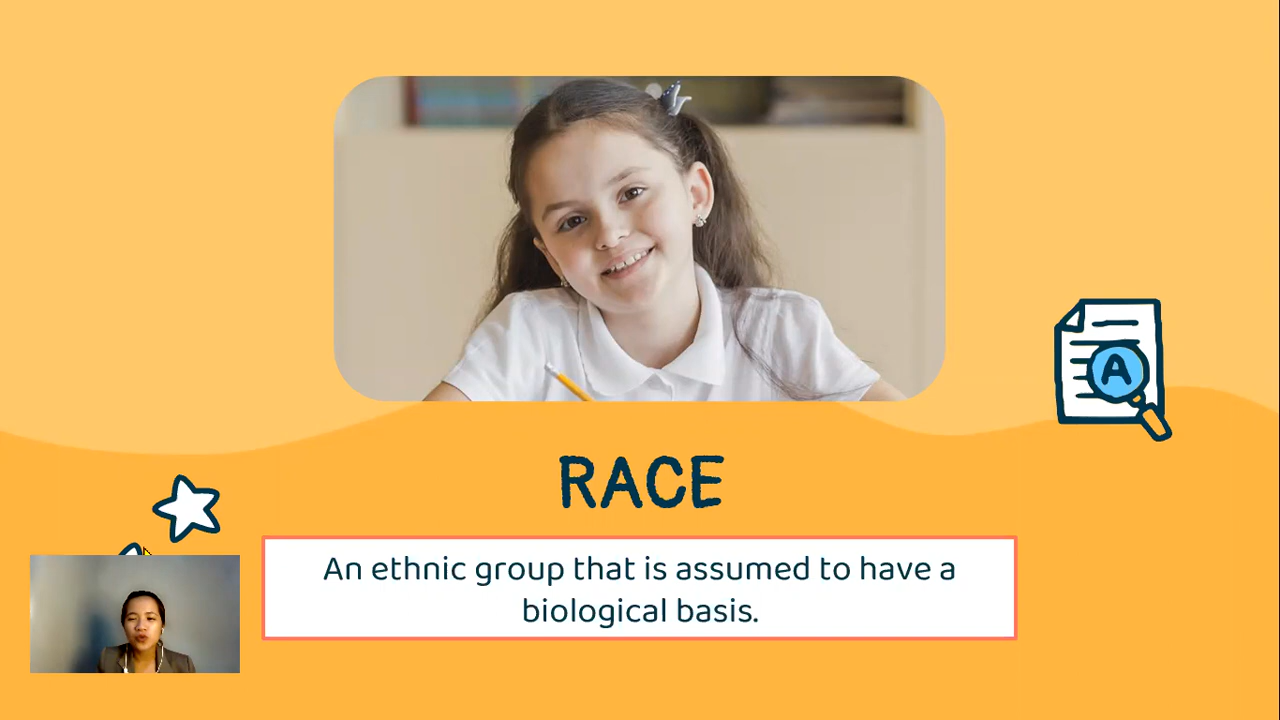 A
RACE
An ethnic group that is assumed to have a
biological basis.